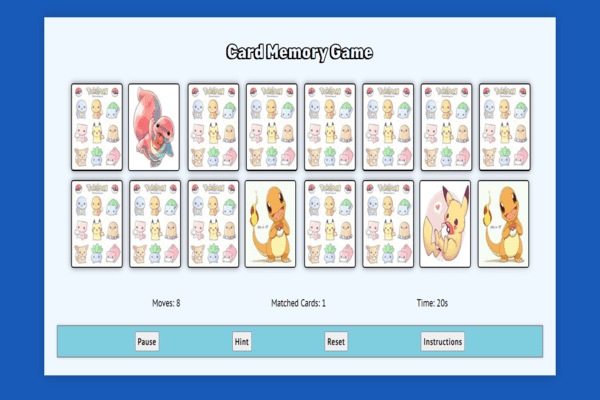 Card Memory Game
Moves: 8
Matched Cards: 1
Time: 20s
Pause
Hint
Reset
Instructions